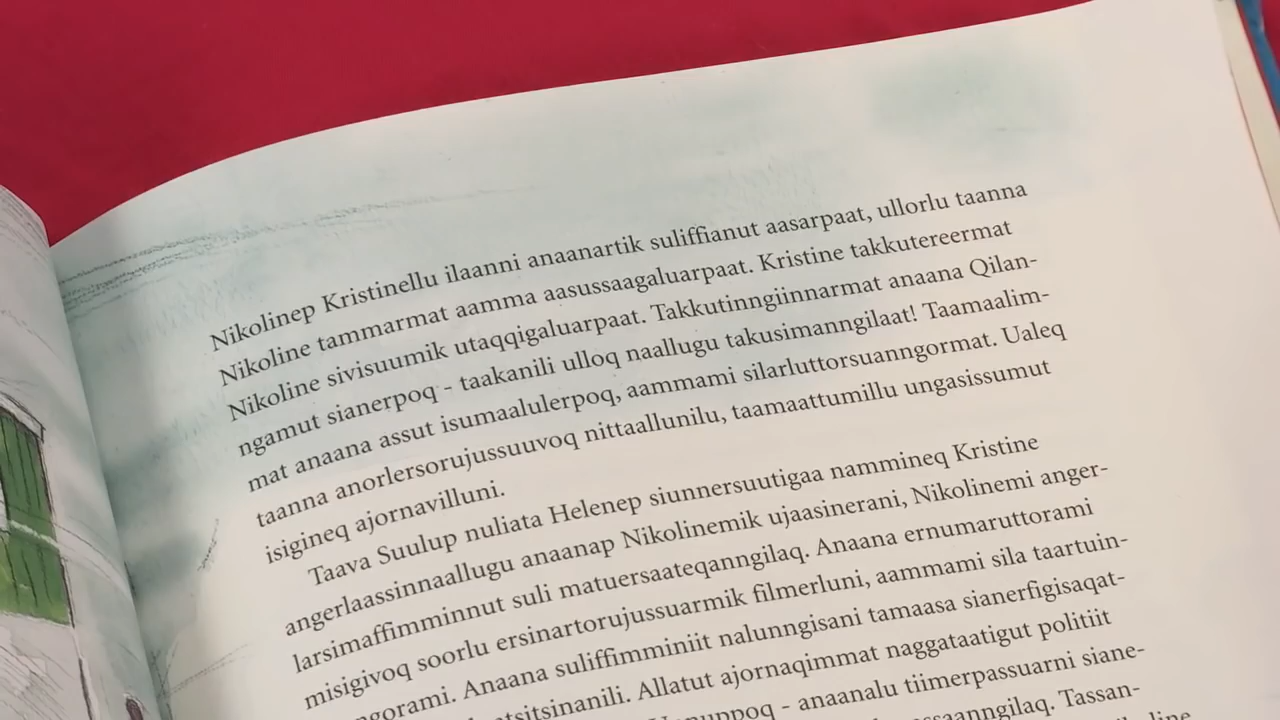 Nikolinep Kristinellu ilaanni anaanartik suliffianut aasarpaat, ullorlu taanna
Nikoline tammarmat aamma aasussaagaluarpaat. Kristine takkutereermat
Nikoline sivisuumik utaqqigaluarpaat. Takkutinngiinnarmat anaana Qilan-
ngamut sianerpoq - taakanili ulloq naallugu takusimanngilaat! Taamaalim-
mat anaana assut isumaalulerpoq, aammami silarluttorsuanngormat. Ualeq
taanna anorlersorujussuuvoq nittaallunilu, taamaattumillu ungasissumut
isigineq ajornavilluni.
Taava Suulup nuliata Helenep siunnersuutigaa nammineq Kristine
angerlaassinnaallugu anaanap Nikolinemik ujaasinerani, Nikolinemi anger-
larsimaffimminnut suli matuersaateqanngilaq. Anaana ernumaruttorami
misigivoq soorlu ersinartorujussuarmik filmerluni, aammami sila taartuin-
ngorami. Anaana suliffimminiit nalunngisani tamaasa sianerfigisaqat-
Allatut ajornaqimmat naggataatigut politiit
- anaanalu tiimerpassuarni siane-
Tassan-